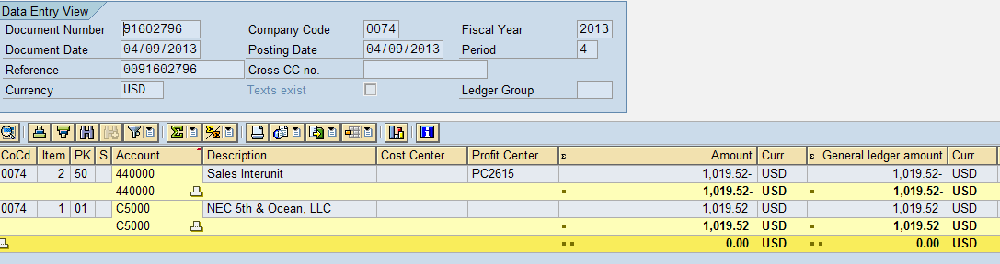 Data Entry View
Document Number 91602796 Company Code 0074 Fiscal Year 2013
Document Date 04/09/2013 Posting Date 04/09/2013 Period 4
Reference 0091602796 Cross-CC no.
Currency USD Texts exist Ledger Group
CoCd Item PK S Account Description Cost Center Profit Center Σ Amount Curr. Σ General ledger amount Curr.
0074 2 50 440000 Sales Interunit PC2615 1,019.52- USD 1,019.52- USD
440000 1,019.52- USD 1,019.52- USD
0074 1 01 C5000 NEC 5th & Ocean, LLC 1,019.52 USD 1,019.52 USD
C5000 1,019.52 USD 1,019.52 USD
0.00 USD 0.00 USD